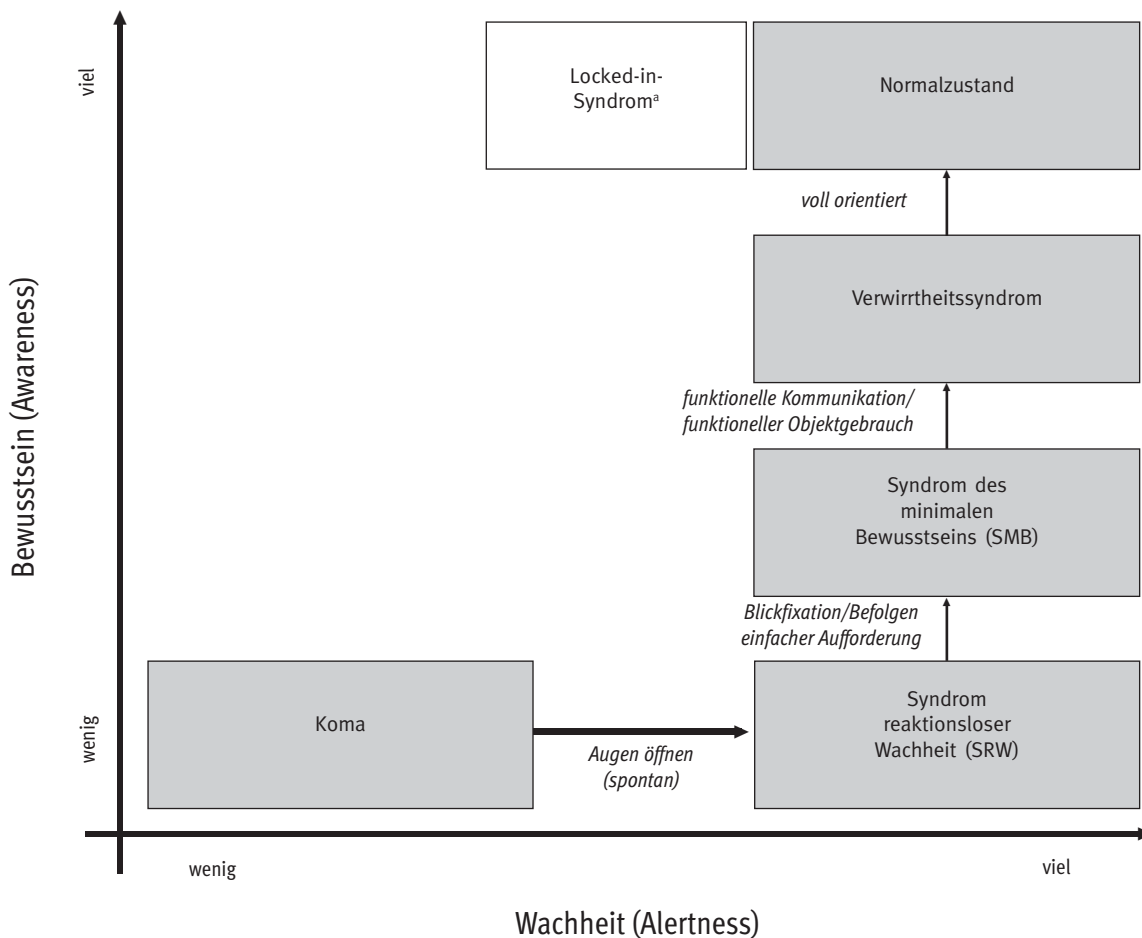 viel
Locked-in-
Syndromᵃ
Normalzustand
voll orientiert
Verwirrtheitssyndrom
funktionelle Kommunikation/
funktioneller Objektgebrauch
Syndrom des
minimalen
Bewusstseins (SMB)
Blickfixation/Befolgen
einfacher Aufforderung
Bewusstsein (Awareness)
wenig
Koma
Augen öffnen
(spontan)
Syndrom
reaktionsloser
Wachheit (SRW)
wenig
viel
Wachheit (Alertness)